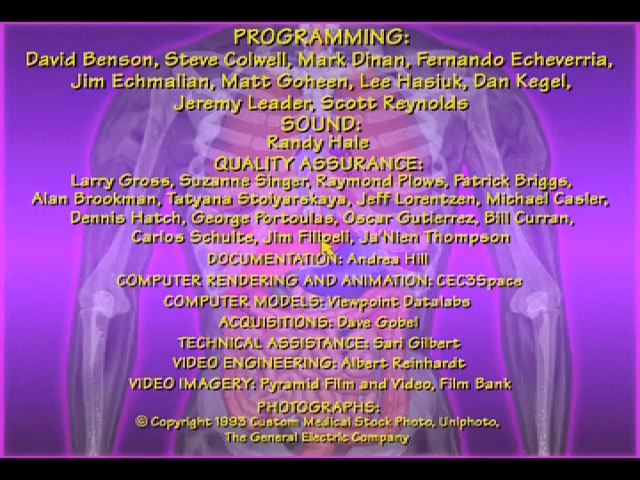 PROGRAMMING:
David Benson, Steve Colwell, Mark Dinan, Fernando Echeverria,
Jim Echmalian, Matt Goheen, Lee Hasiuk, Dan Kegel,
Jeremy Leader, Scott Reynolds
SOUND:
Randy Hale
QUALITY ASSURANCE:
Larry Gross, Suzanne Singer, Raymond Plows, Patrick Briggs,
Alan Brookman, Tatyana Stolyarskaya, Jeff Lorentzen, Michael Casler,
Dennis Hatch, George Portoulas, Oscar Gutierrez, Bill Curran,
Carlos Schulte, Jim Filipeli, Ja'Nien Thompson
DOCUMENTATION: Andrea Hill
COMPUTER RENDERING AND ANIMATION: CEC3Space
COMPUTER MODELS: Viewpoint Datalabs
ACQUISITIONS: Dave Gobel
TECHNICAL ASSISTANCE: Sari Gilbert
VIDEO ENGINEERING: Albert Reinhardt
VIDEO IMAGERY: Pyramid Film and Video, Film Bank
PHOTOGRAPHS:
© Copyright 1993 Custom Medical Stock Photo, Uniphoto,
The General Electric Company